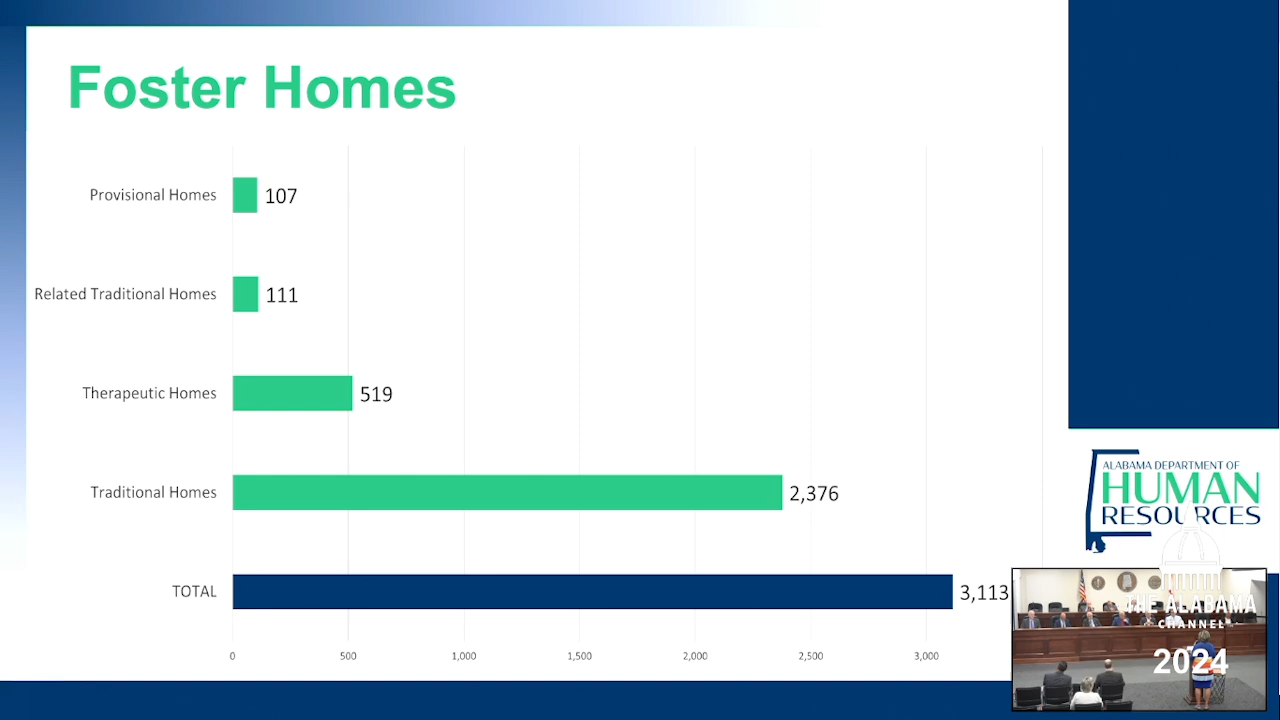 Foster Homes
Provisional Homes 107
Related Traditional Homes 111
Therapeutic Homes 519
Traditional Homes 2,376
TOTAL 3,113
0 500 1,000 1,500 2,000 2,500 3,000
ALABAMA DEPARTMENT OF
HUMAN
RESOURCES
THE ALABAMA
CHANNEL
2024